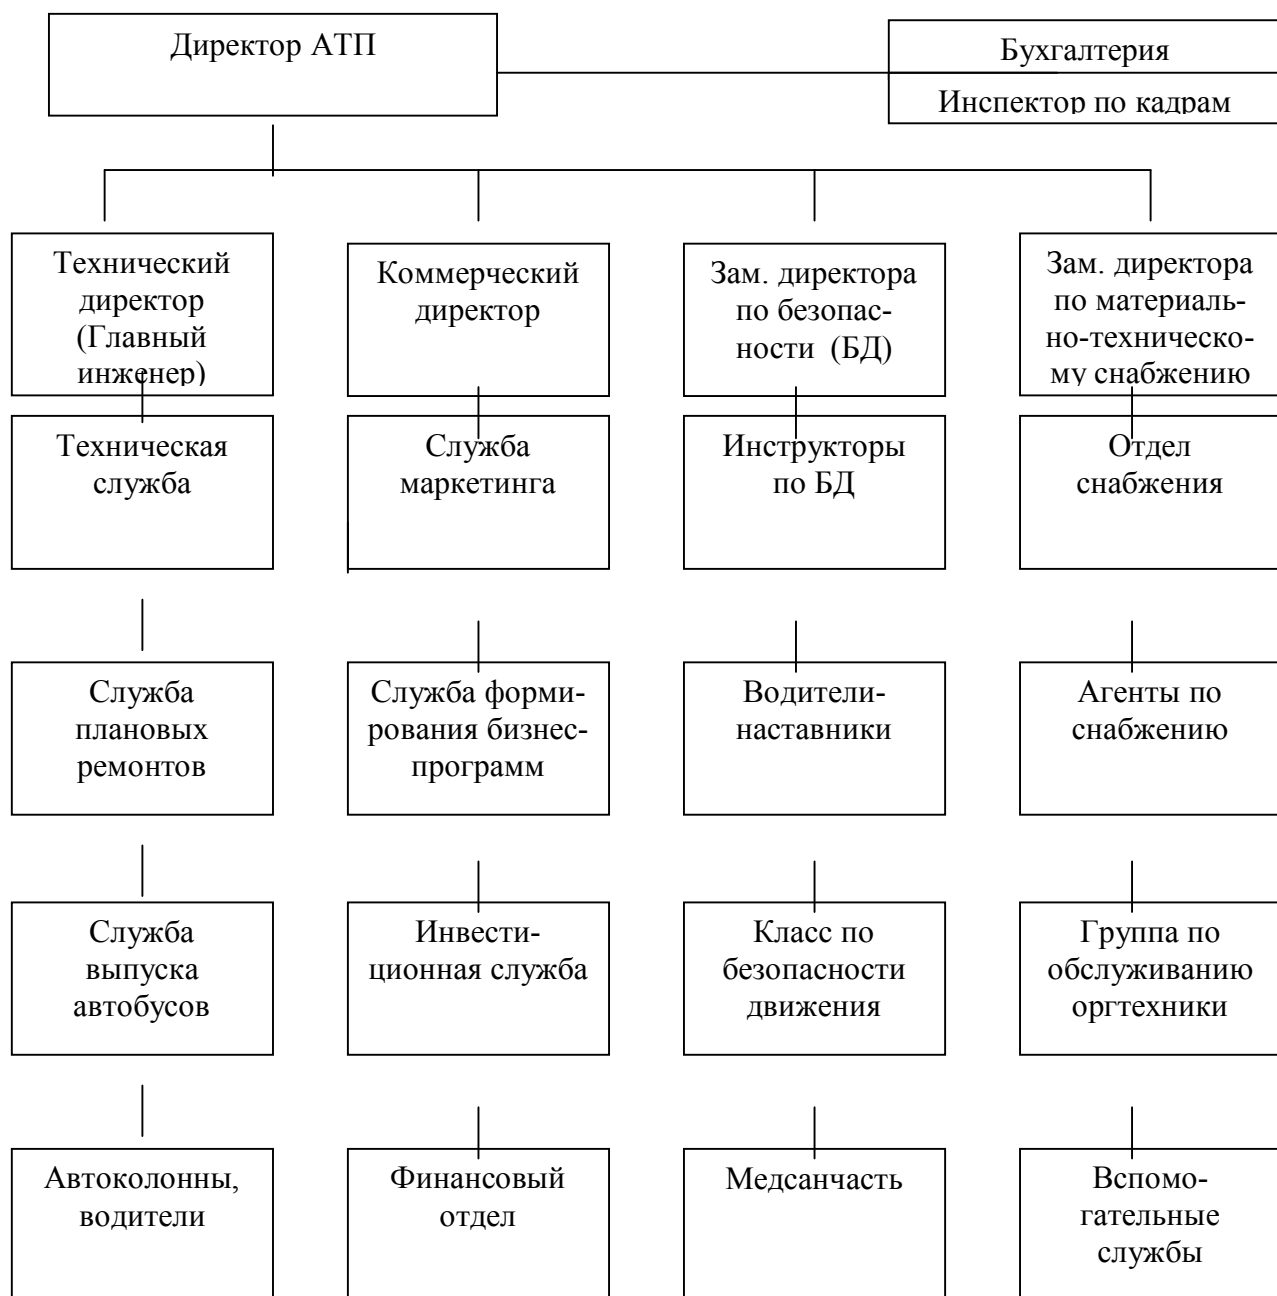 Директор АТП
Бухгалтерия
Инспектор по кадрам
Технический
директор
(Главный
инженер)
Коммерческий
директор
Зам. директора
по безопас-
ности (БД)
Зам. директора
по материаль-
но-техническо-
му снабжению
Техническая
служба
Служба
маркетинга
Инструкторы
по БД
Отдел
снабжения
Служба
плановых
ремонтов
Служба форми-
рования бизнес-
программ
Водители-
наставники
Агенты по
снабжению
Служба
выпуска
автобусов
Инвести-
ционная служба
Класс по
безопасности
движения
Группа по
обслуживанию
оргтехники
Автоколонны,
водители
Финансовый
отдел
Медсанчасть
Вспомо-
гательные
службы